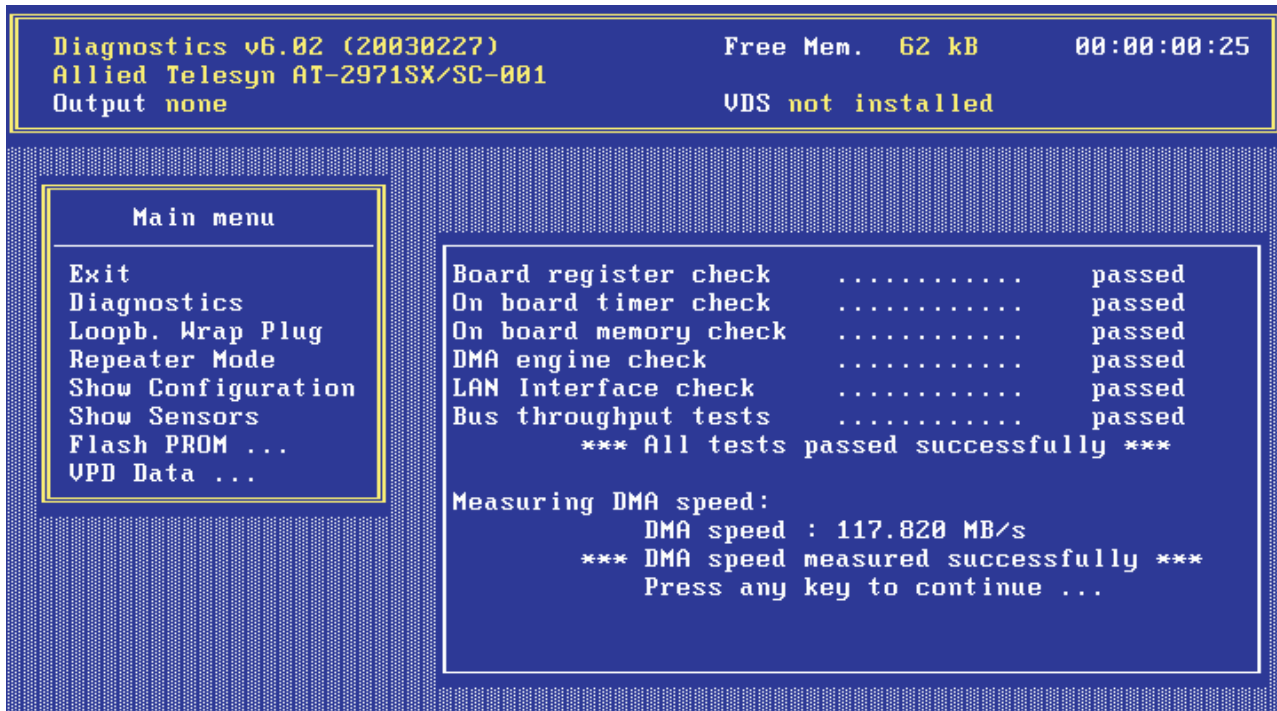 Diagnostics v6.02 (20030227) Free Mem. 62 kB 00:00:00:25
Allied Telesyn AT-2971SX/SC-001
Output none VDS not installed
Main menu
Exit
Diagnostics
Loopb. Wrap Plug
Repeater Mode
Show Configuration
Show Sensors
Flash PROM ...
VPD Data ...
Board register check ............ passed
On board timer check ............ passed
On board memory check ............ passed
DMA engine check ............ passed
LAN Interface check ............ passed
Bus throughput tests ............ passed
*** All tests passed successfully ***
Measuring DMA speed:
DMA speed : 117.820 MB/s
*** DMA speed measured successfully ***
Press any key to continue ...